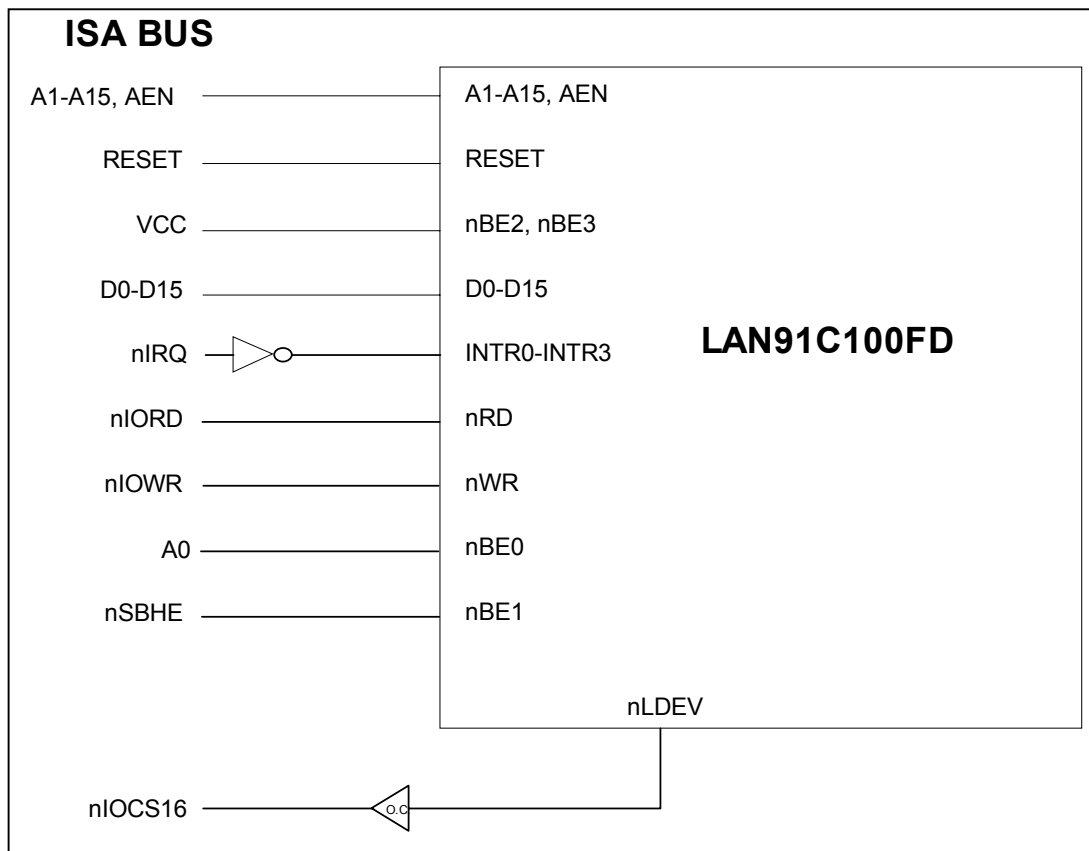 ISA BUS
A1-A15, AEN
A1-A15, AEN
RESET
RESET
VCC
nBE2, nBE3
D0-D15
D0-D15
nIRQ
INTR0-INTR3
LAN91C100FD
nIORD
nRD
nIOWR
nWR
A0
nBE0
nSBHE
nBE1
nLDEV
nIOCS16
O.C